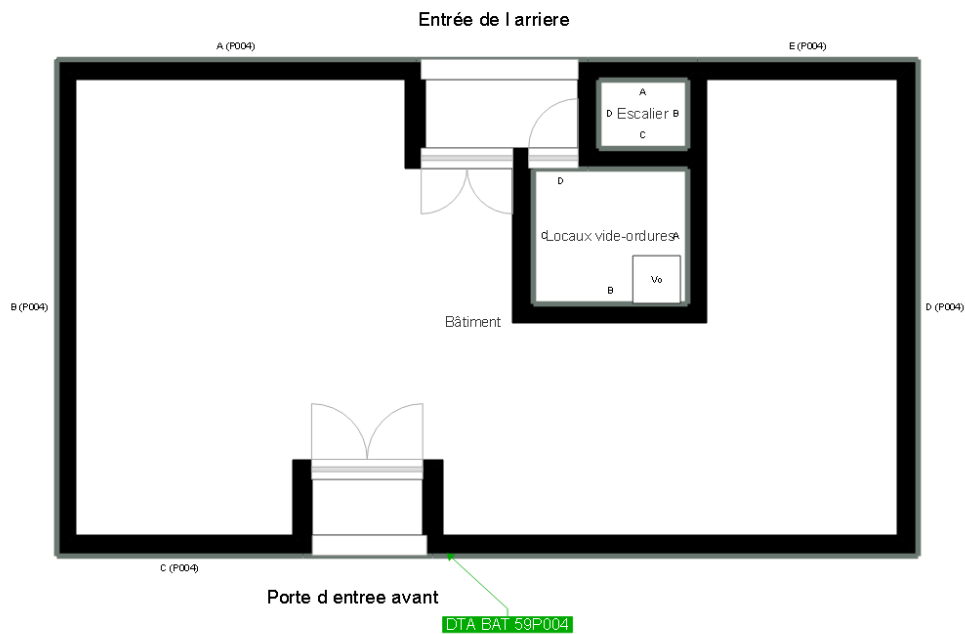 Entrée de l arriere
A (P004)
E (P004)
A
D Escalier B
C
D
C Locaux vide-ordures A
B
Vo
B (P004)
D (P004)
Bâtiment
C (P004)
Porte d entree avant
DTA BAT 59P004